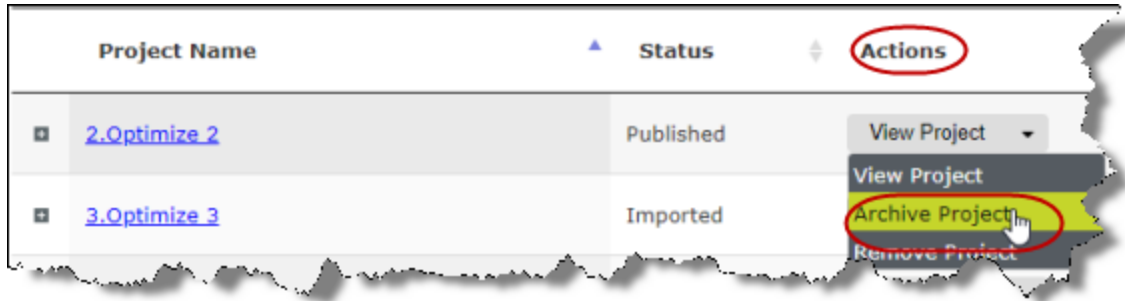 Project Name Status Actions
2.Optimize 2 Published View Project
View Project
3.Optimize 3 Imported Archive Project
Remove Project